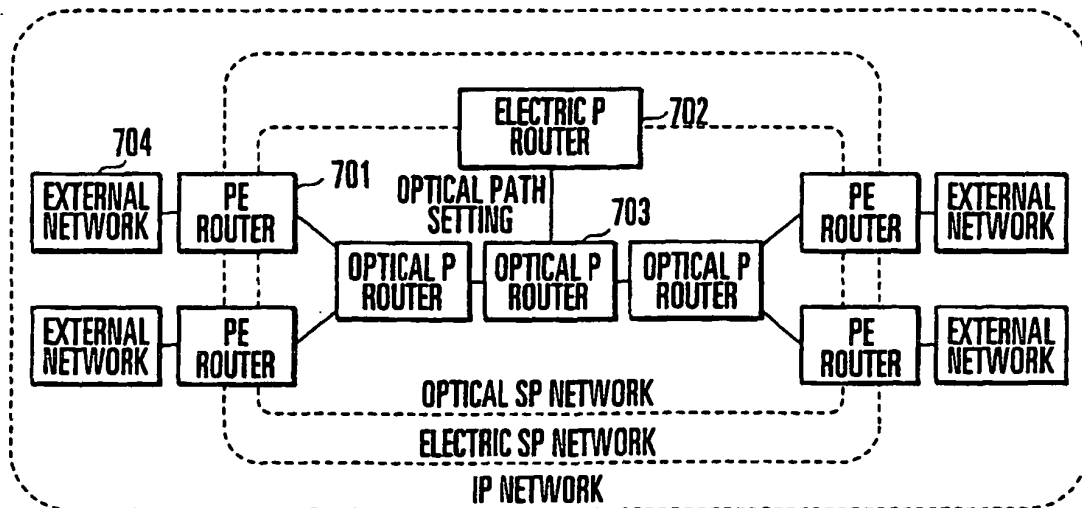 ELECTRIC P
ROUTER
702
704
EXTERNAL
NETWORK
PE
ROUTER
701
OPTICAL PATH
SETTING
703
PE
ROUTER
EXTERNAL
NETWORK
OPTICAL P
ROUTER
OPTICAL P
ROUTER
OPTICAL P
ROUTER
EXTERNAL
NETWORK
PE
ROUTER
PE
ROUTER
EXTERNAL
NETWORK
OPTICAL SP NETWORK
ELECTRIC SP NETWORK
IP NETWORK